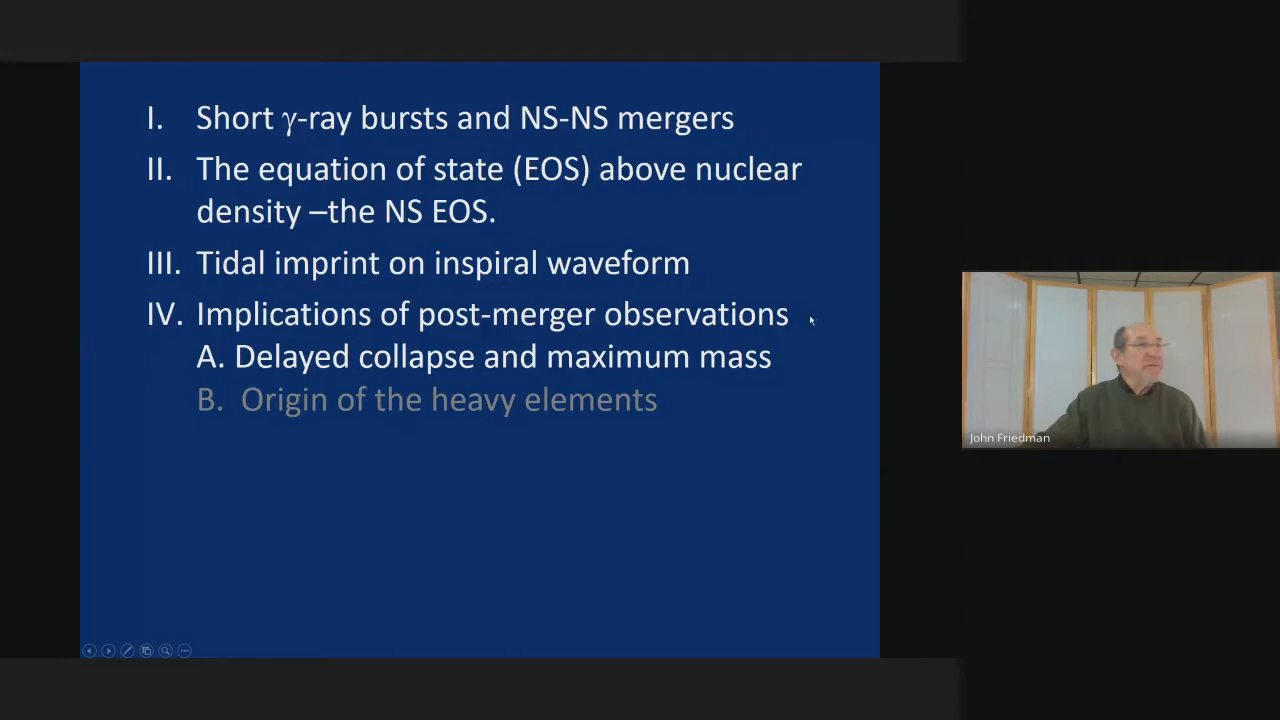 I. Short γ-ray bursts and NS-NS mergers
II. The equation of state (EOS) above nuclear
density –the NS EOS.
III. Tidal imprint on inspiral waveform
IV. Implications of post-merger observations
A. Delayed collapse and maximum mass
B. Origin of the heavy elements
John Friedman